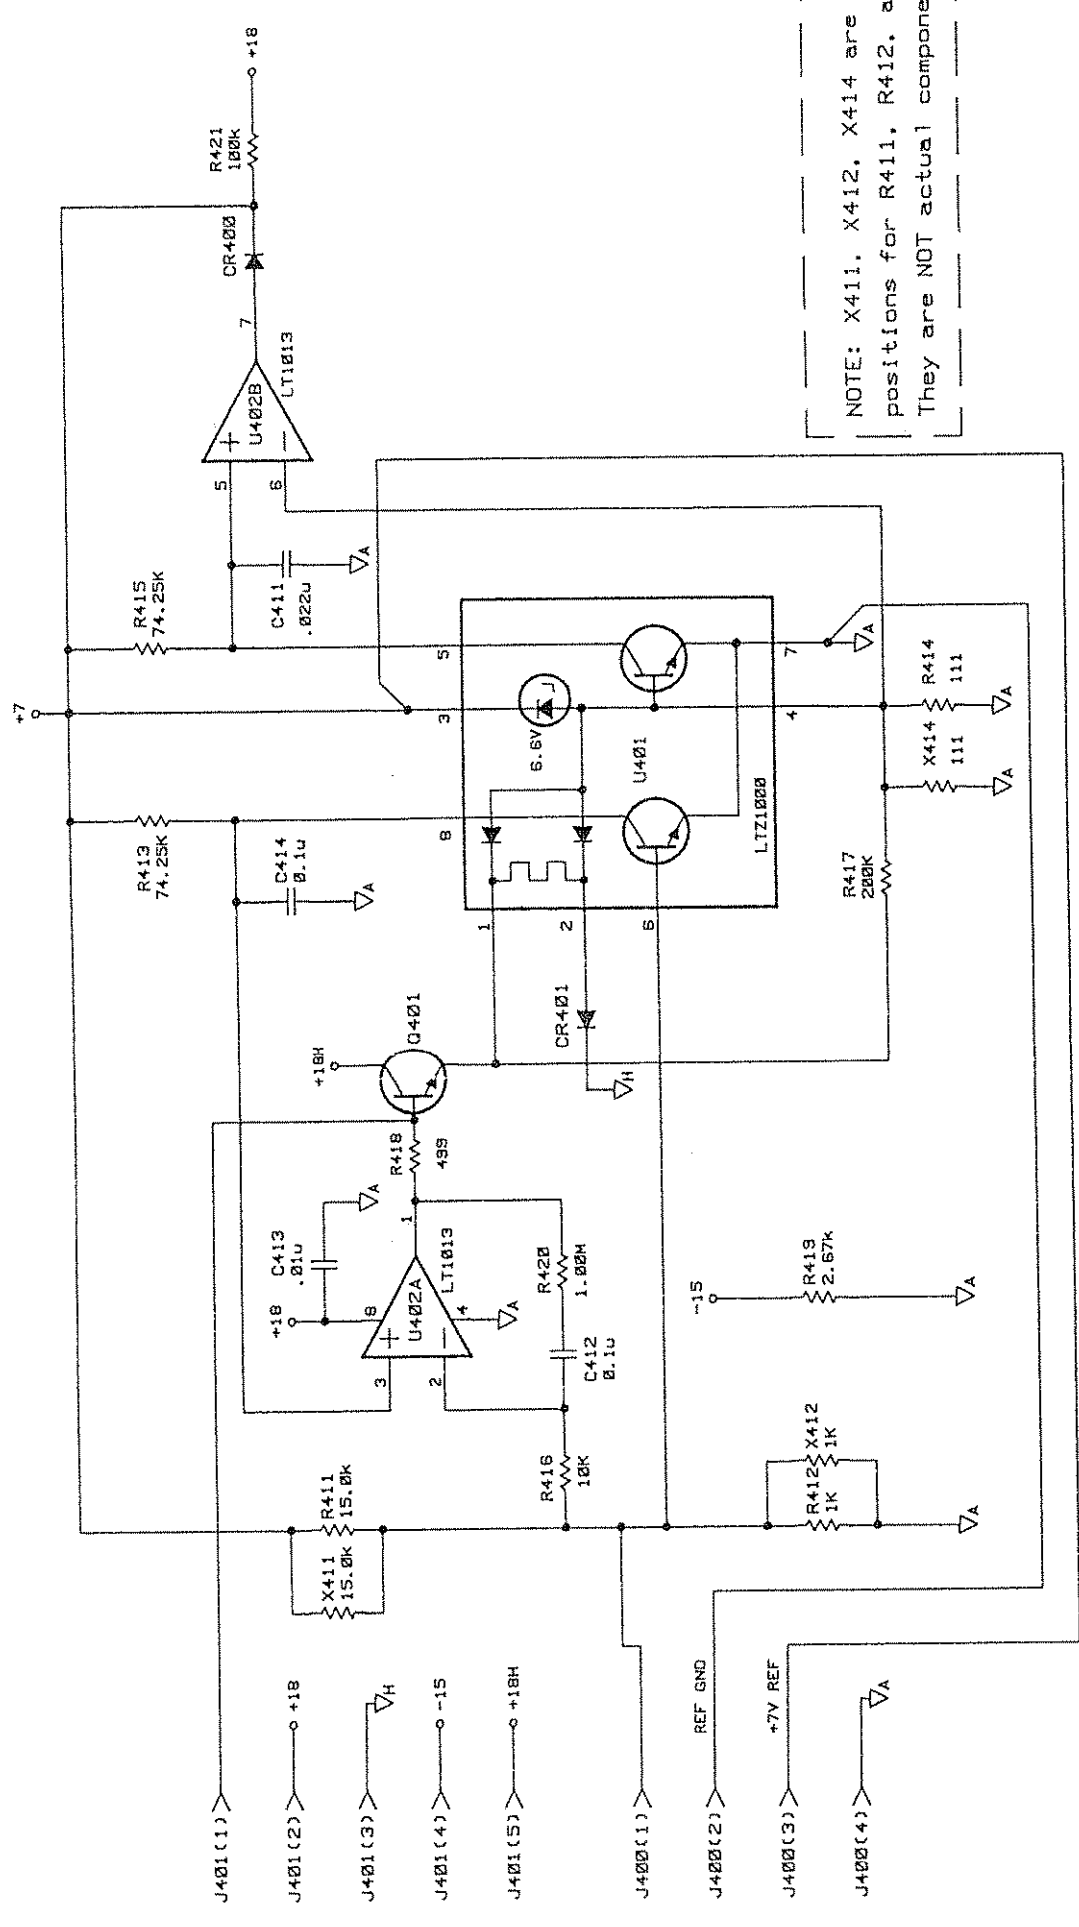 J401(1)
J401(2)
+18
J401(3)
H
J401(4)
-15
J401(5)
+18H
J400(1)
J400(2)
REF GND
J400(3)
+7V REF
J400(4)
A
X411
15.0K
R411
15.0K
R416
10K
R412
1K
X412
1K
A
-15
R419
2.67K
A
+18
C413
.01u
A
8
3
+
U402A
2
−
4
A
LT1013
1
C412
0.1u
R420
1.00M
R418
499
Q401
+18H
CR401
H
R413
74.25K
C414
0.1u
A
+7
R415
74.25K
C411
.022u
A
1
2
6
8
3
5
6.6V
U401
LTZ1000
4
7
A
R417
200K
X414
111
A
R414
111
A
5
+
U402B
6
−
LT1013
7
CR400
R421
100K
+18
NOTE: X411, X412, X414 are
positions for R411, R412,
They are NOT actual